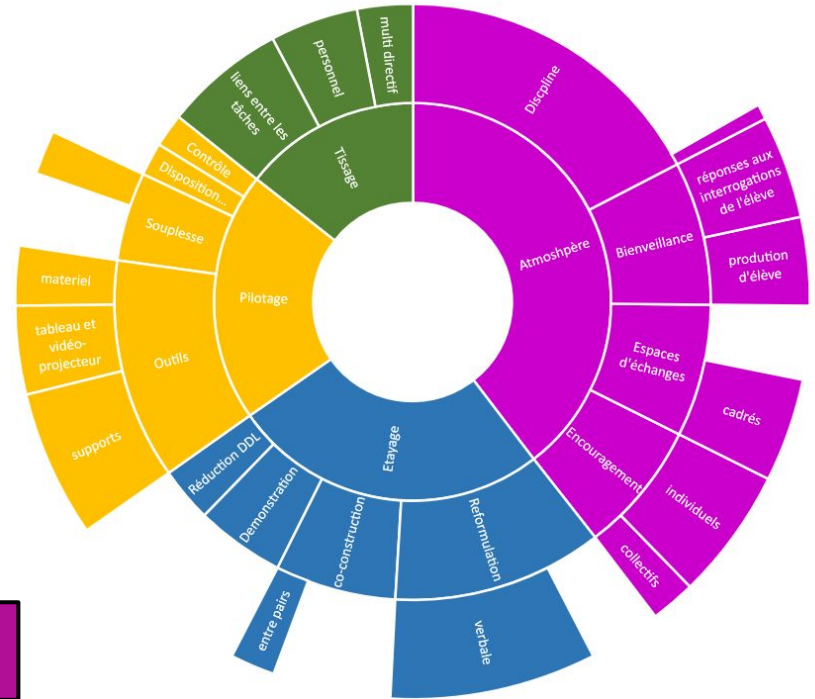 Discpline
réponses aux
interrogations
de l'élève
Bienveillance
prodution
d'élève
Atmoshpère
Espaces
d'échanges
cadrés
Encouragement
individuels
collectifs
Etayage
Reformulation
verbale
co-construction
entre pairs
Demonstration
Réduction DDL
Pilotage
Outils
supports
tableau et
vidéo-
projecteur
materiel
Souplesse
Disposition...
Contrôle
Tissage
liens entre les
tâches
personnel
multi directif